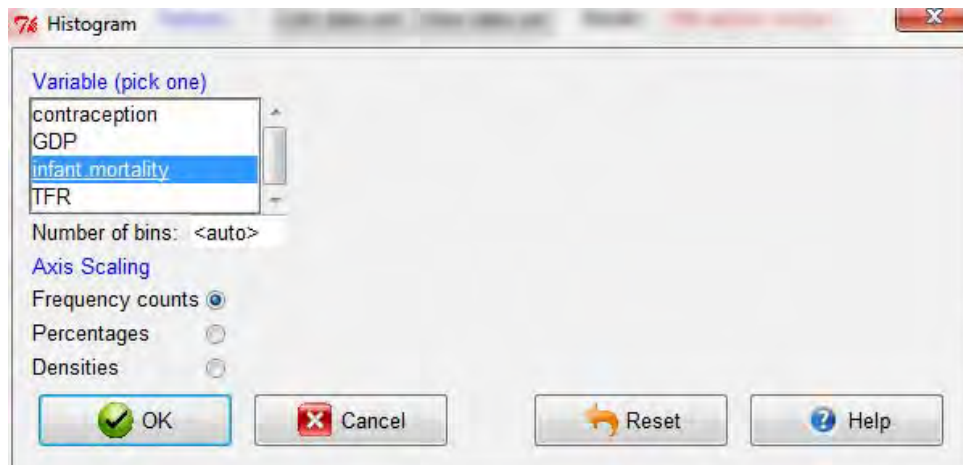 Histogram
Variable (pick one)
contraception
GDP
infant.mortality
TFR
Number of bins: <auto>
Axis Scaling
Frequency counts
Percentages
Densities
OK Cancel Reset Help